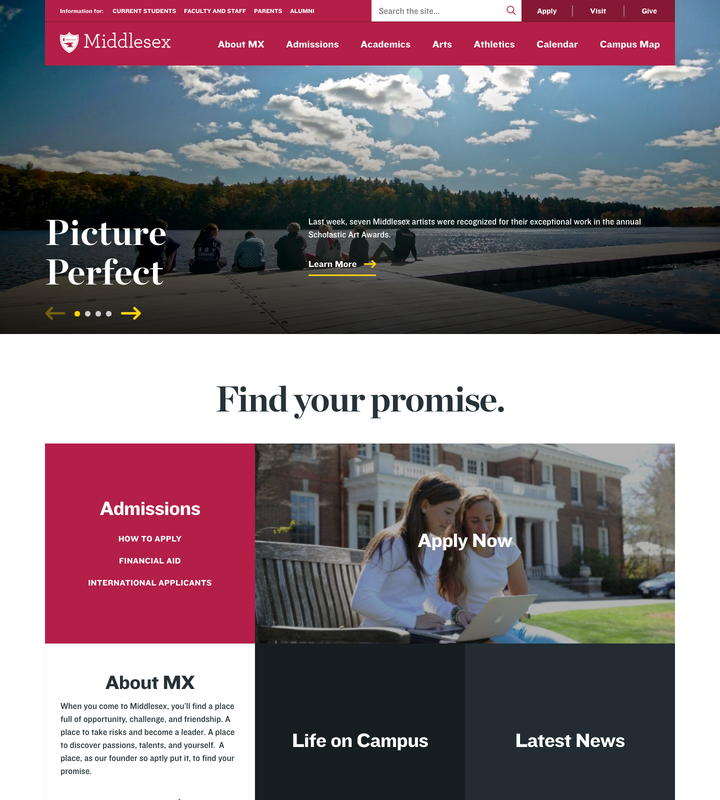 Information for: CURRENT STUDENTS FACULTY AND STAFF PARENTS ALUMNI
Search the site...
Apply Visit Give
Middlesex
About MX Admissions Academics Arts Athletics Calendar Campus Map
Picture
Perfect
Last week, seven Middlesex artists were recognized for their exceptional work in the annual
Scholastic Art Awards.
Learn More
Find your promise.
Admissions
HOW TO APPLY
FINANCIAL AID
INTERNATIONAL APPLICANTS
Apply Now
About MX
When you come to Middlesex, you'll find a place
full of opportunity, challenge, and friendship. A
place to take risks and become a leader. A place
to discover passions, talents, and yourself. A
place, as our founder so aptly put it, to find your
promise.
Life on Campus
Latest News